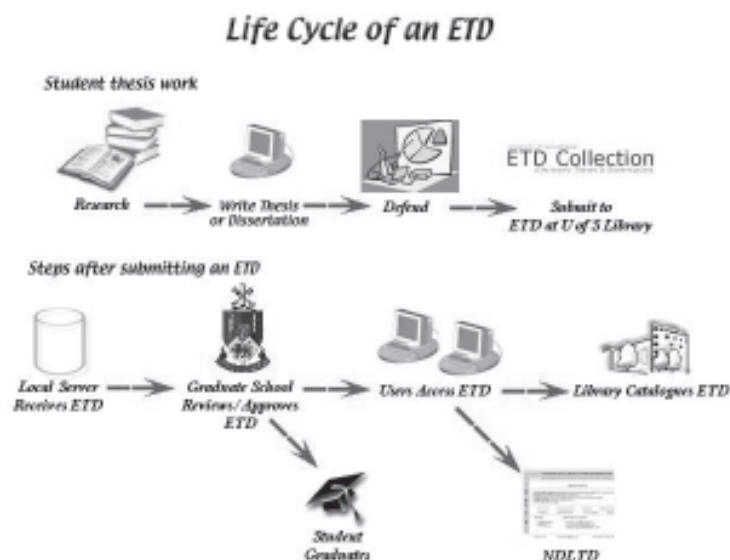 Life Cycle of an ETD
Student thesis work
ETD Collection
Research
Write Thesis
or Dissertation
Defend
Submit to
ETD at U of S Library
Steps after submitting an ETD
Local Server
Receives ETD
Graduate School
Reviews/Approves
ETD
Users Access ETD
Library Catalogues ETD
Student
Graduates
NDLTD